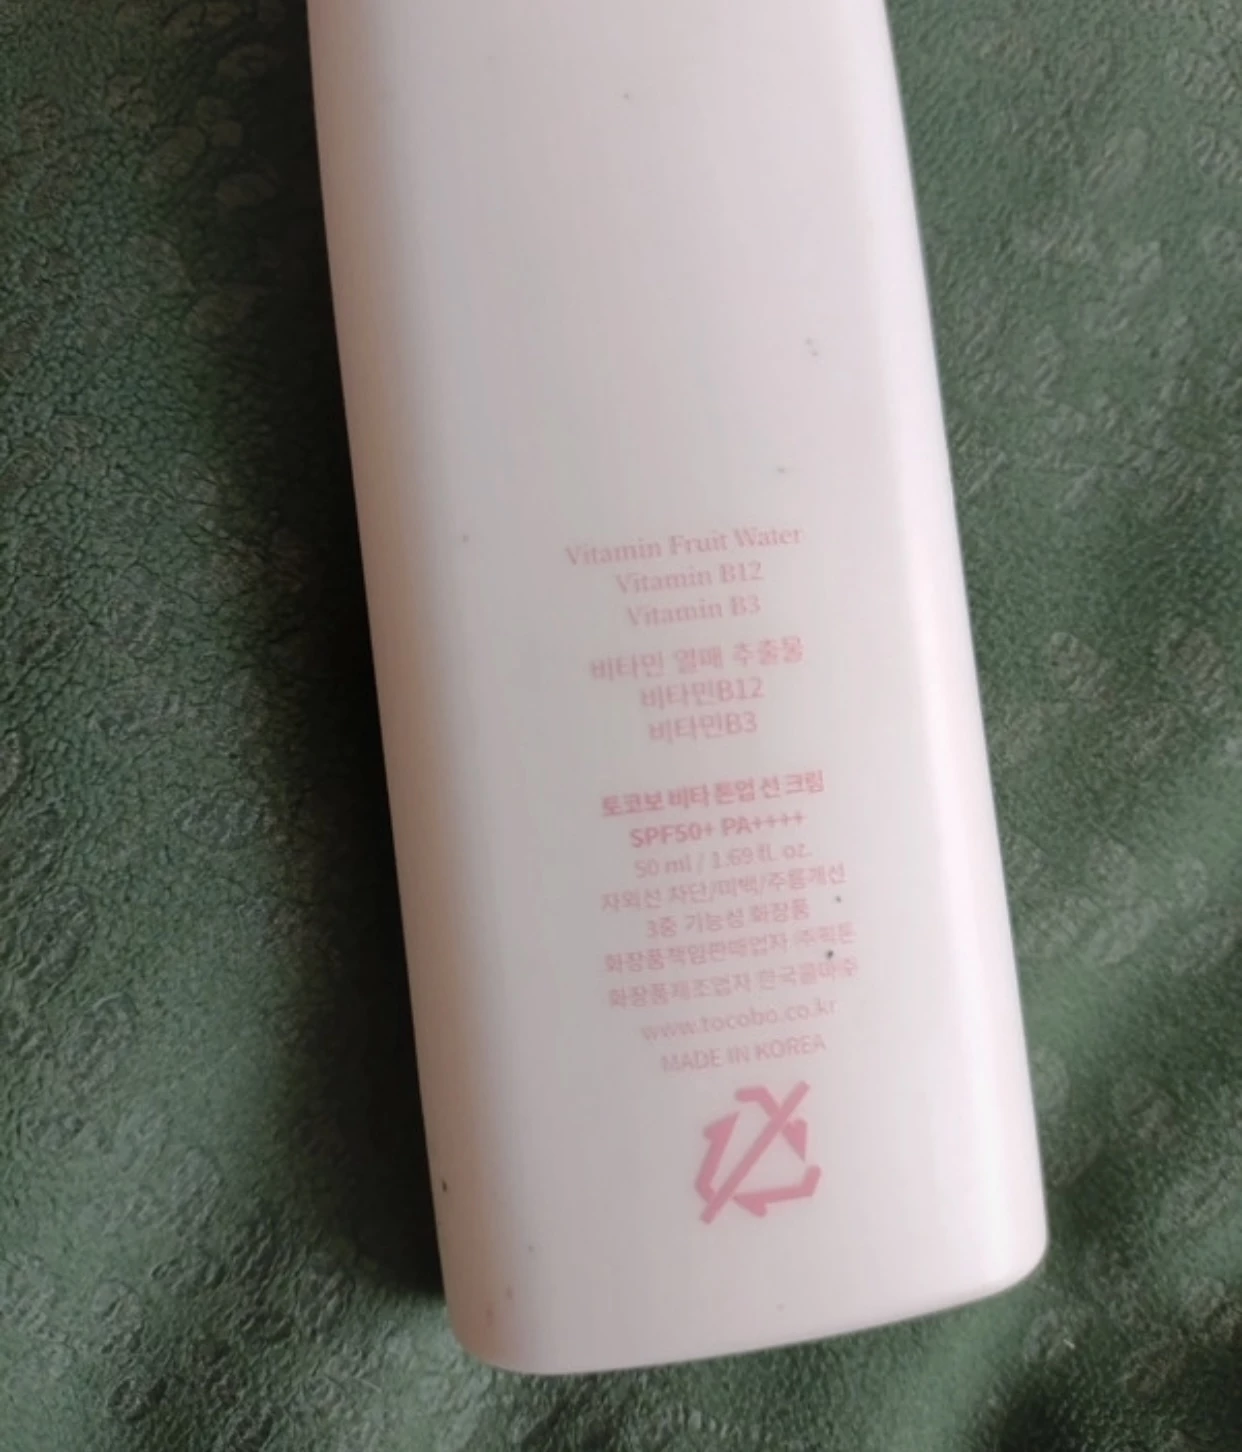 Vitamin Fruit Water
Vitamin B12
Vitamin B3
비타민 열매 추출물
비타민B12
비타민B3
토코보 비타 톤업 선 크림
SPF50+ PA++++
50 ml / 1.69 fl. oz.
자외선 차단/미백/주름개선
3중 기능성 화장품
화장품책임판매업자 ㈜픽톤
화장품제조업자 한국콜마㈜
www.tocobo.co.kr
MADE IN KOREA